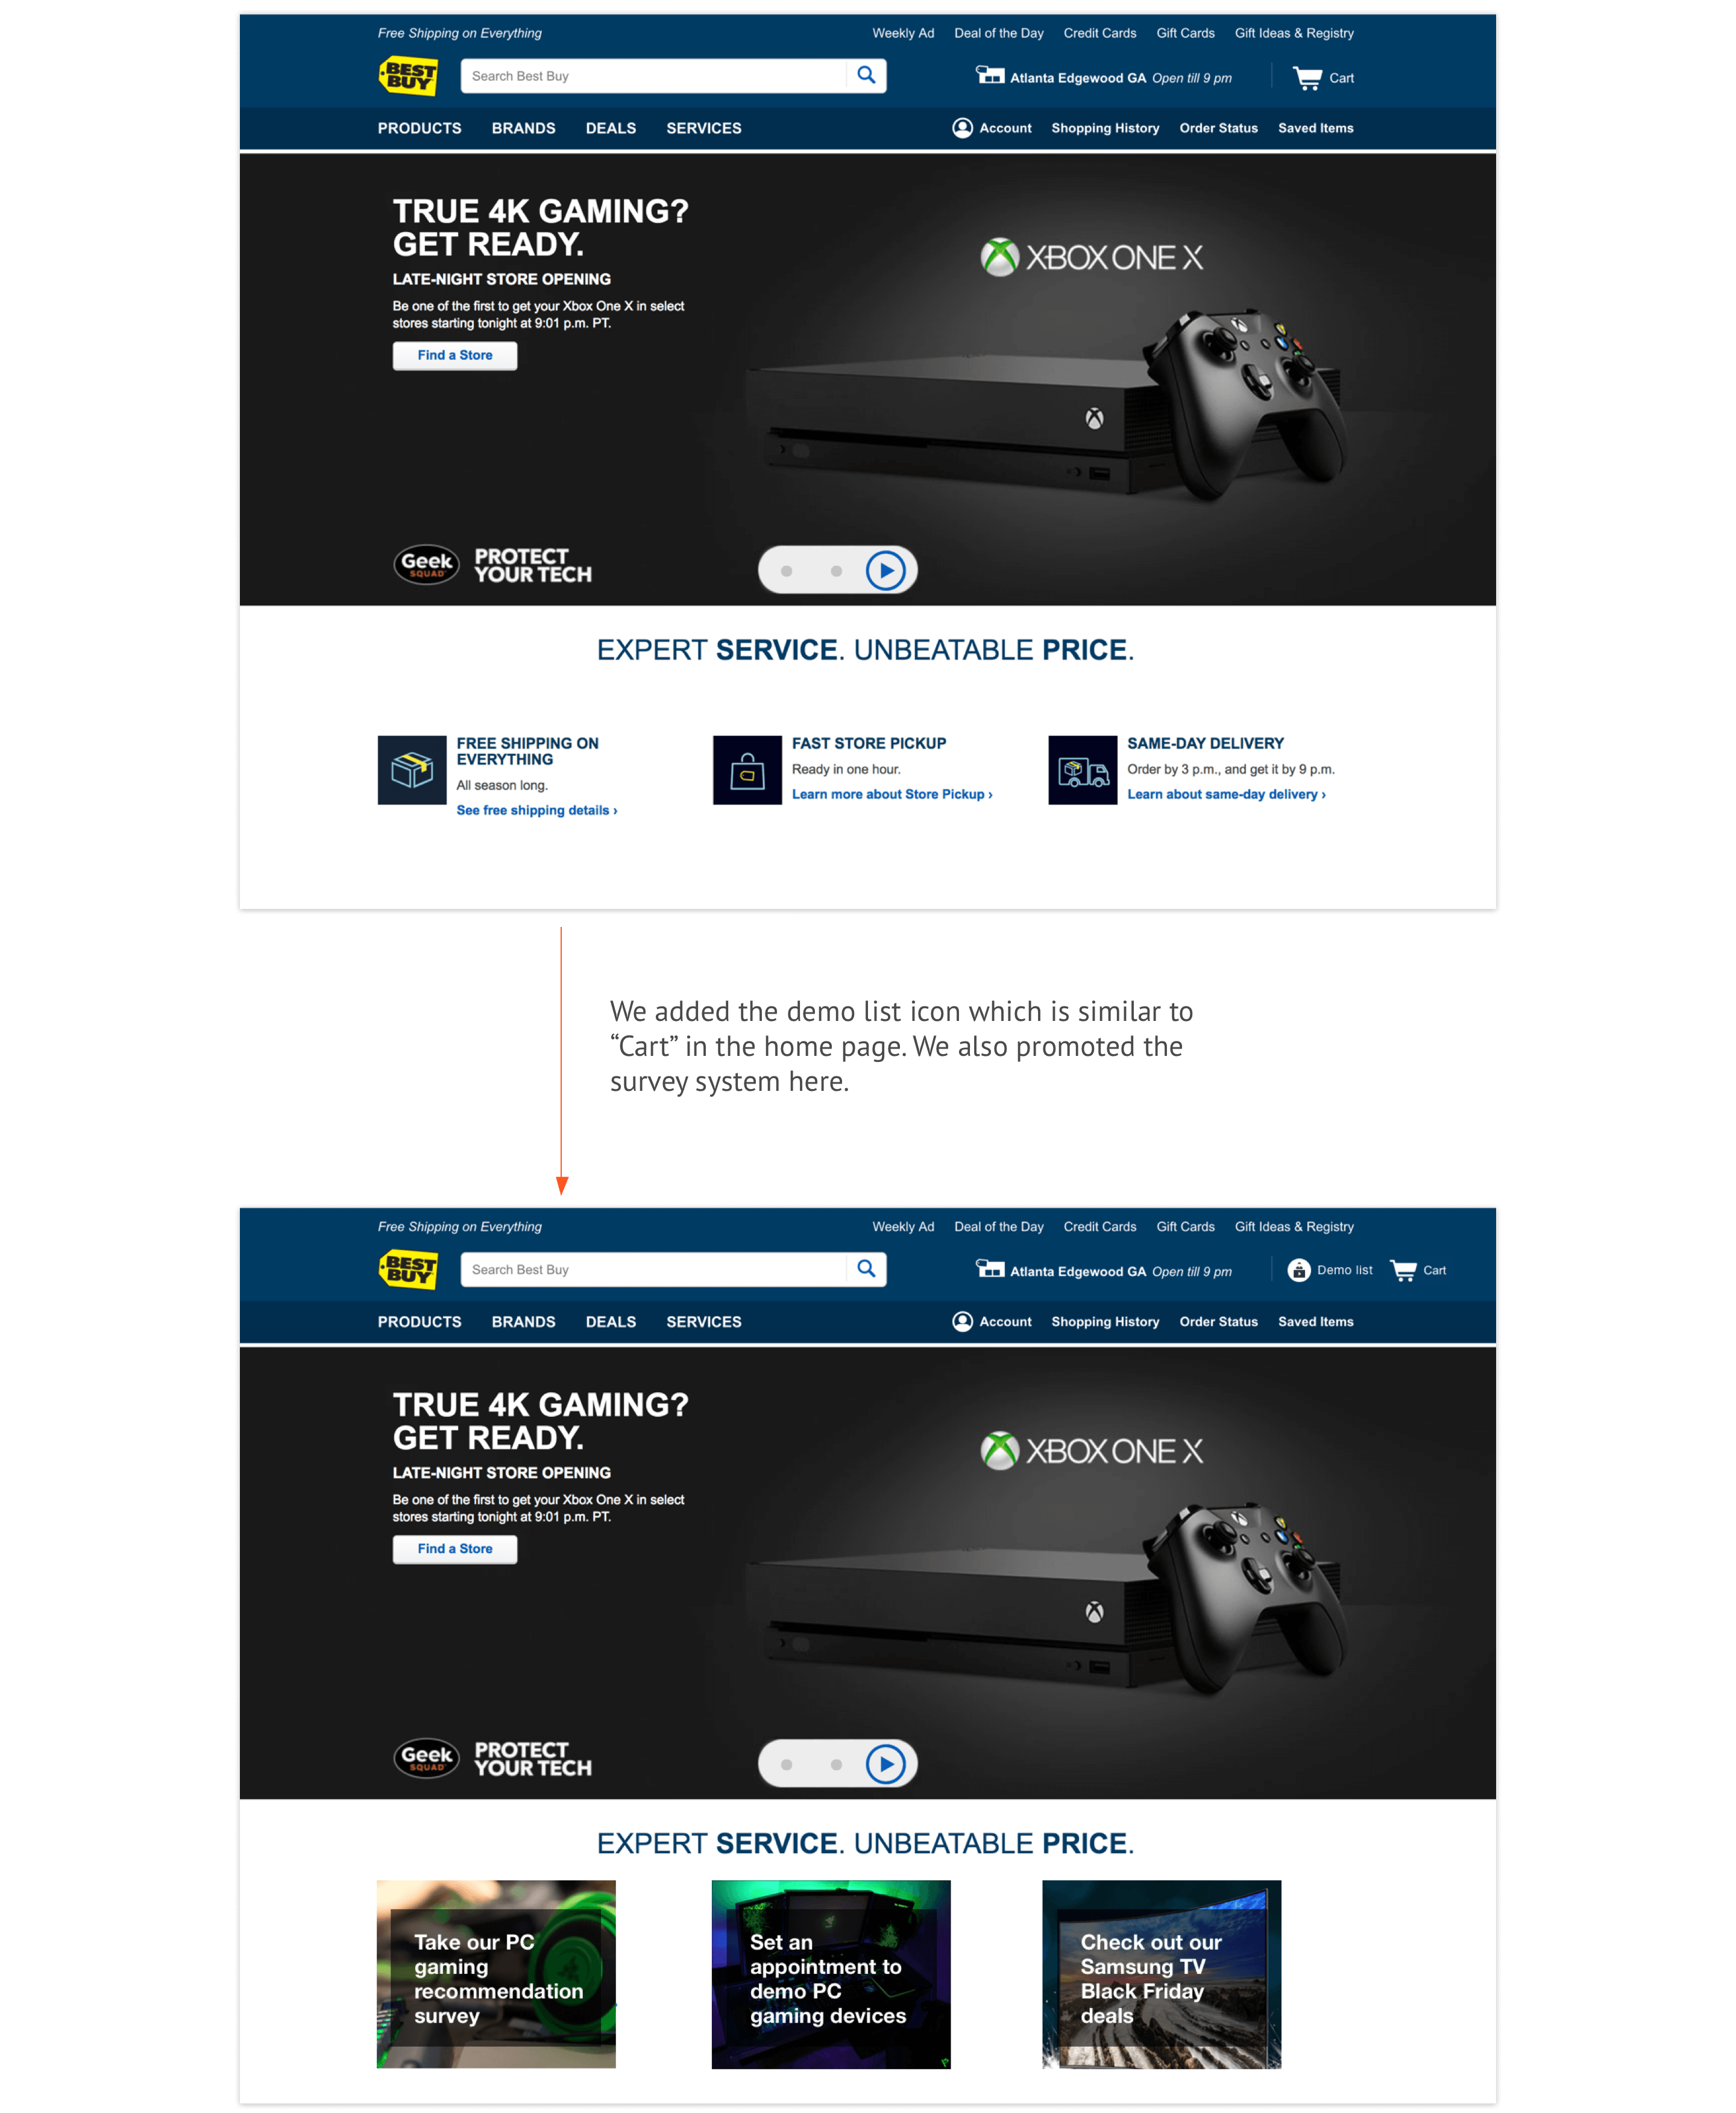 Free Shipping on Everything
Weekly Ad Deal of the Day Credit Cards Gift Cards Gift Ideas & Registry
BEST BUY
Search Best Buy
Atlanta Edgewood GA Open till 9 pm
Cart
PRODUCTS BRANDS DEALS SERVICES
Account Shopping History Order Status Saved Items
TRUE 4K GAMING?
GET READY.
LATE-NIGHT STORE OPENING
Be one of the first to get your Xbox One X in select
stores starting tonight at 9:01 p.m. PT.
Find a Store
XBOX ONE X
Geek
SQUAD
PROTECT
YOUR TECH
EXPERT SERVICE. UNBEATABLE PRICE.
FREE SHIPPING ON
EVERYTHING
All season long.
See free shipping details ›
FAST STORE PICKUP
Ready in one hour.
Learn more about Store Pickup ›
SAME-DAY DELIVERY
Order by 3 p.m., and get it by 9 p.m.
Learn about same-day delivery ›
We added the demo list icon which is similar to
“Cart” in the home page. We also promoted the
survey system here.
Free Shipping on Everything
Weekly Ad Deal of the Day Credit Cards Gift Cards Gift Ideas & Registry
BEST BUY
Search Best Buy
Atlanta Edgewood GA Open till 9 pm
Demo list
Cart
PRODUCTS BRANDS DEALS SERVICES
Account Shopping History Order Status Saved Items
TRUE 4K GAMING?
GET READY.
LATE-NIGHT STORE OPENING
Be one of the first to get your Xbox One X in select
stores starting tonight at 9:01 p.m. PT.
Find a Store
XBOX ONE X
Geek
SQUAD
PROTECT
YOUR TECH
EXPERT SERVICE. UNBEATABLE PRICE.
Take our PC
gaming
recommendation
survey
Set an
appointment to
demo PC
gaming devices
Check out our
Samsung TV
Black Friday
deals